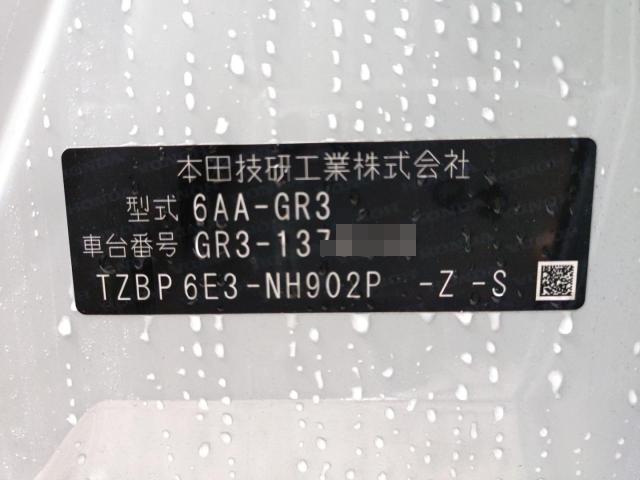 本田技研工業株式会社
型式 6AA-GR3
車台番号 GR3-137
TZBP 6E3-NH902P -Z -S